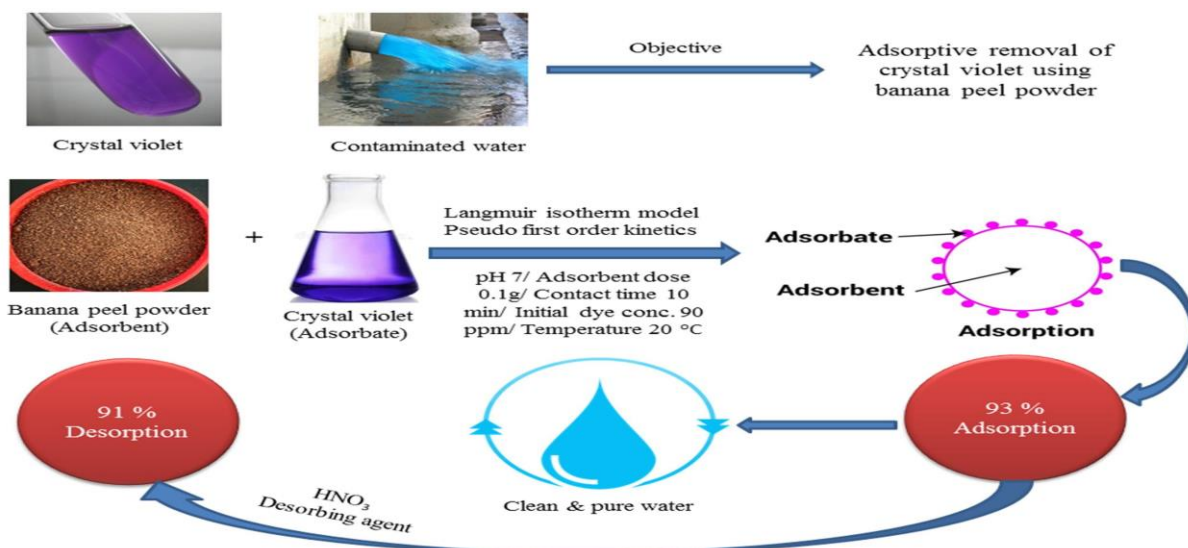 Objective
Adsorptive removal of
crystal violet using
banana peel powder
Crystal violet
Contaminated water
+
Langmuir isotherm model
Pseudo first order kinetics
pH 7/ Adsorbent dose
0.1g/ Contact time 10
min/ Initial dye conc. 90
ppm/ Temperature 20 °C
Banana peel powder
(Adsorbent)
Crystal violet
(Adsorbate)
Adsorbate
Adsorbent
Adsorption
91 %
Desorption
93 %
Adsorption
Clean & pure water
HNO₃
Desorbing agent